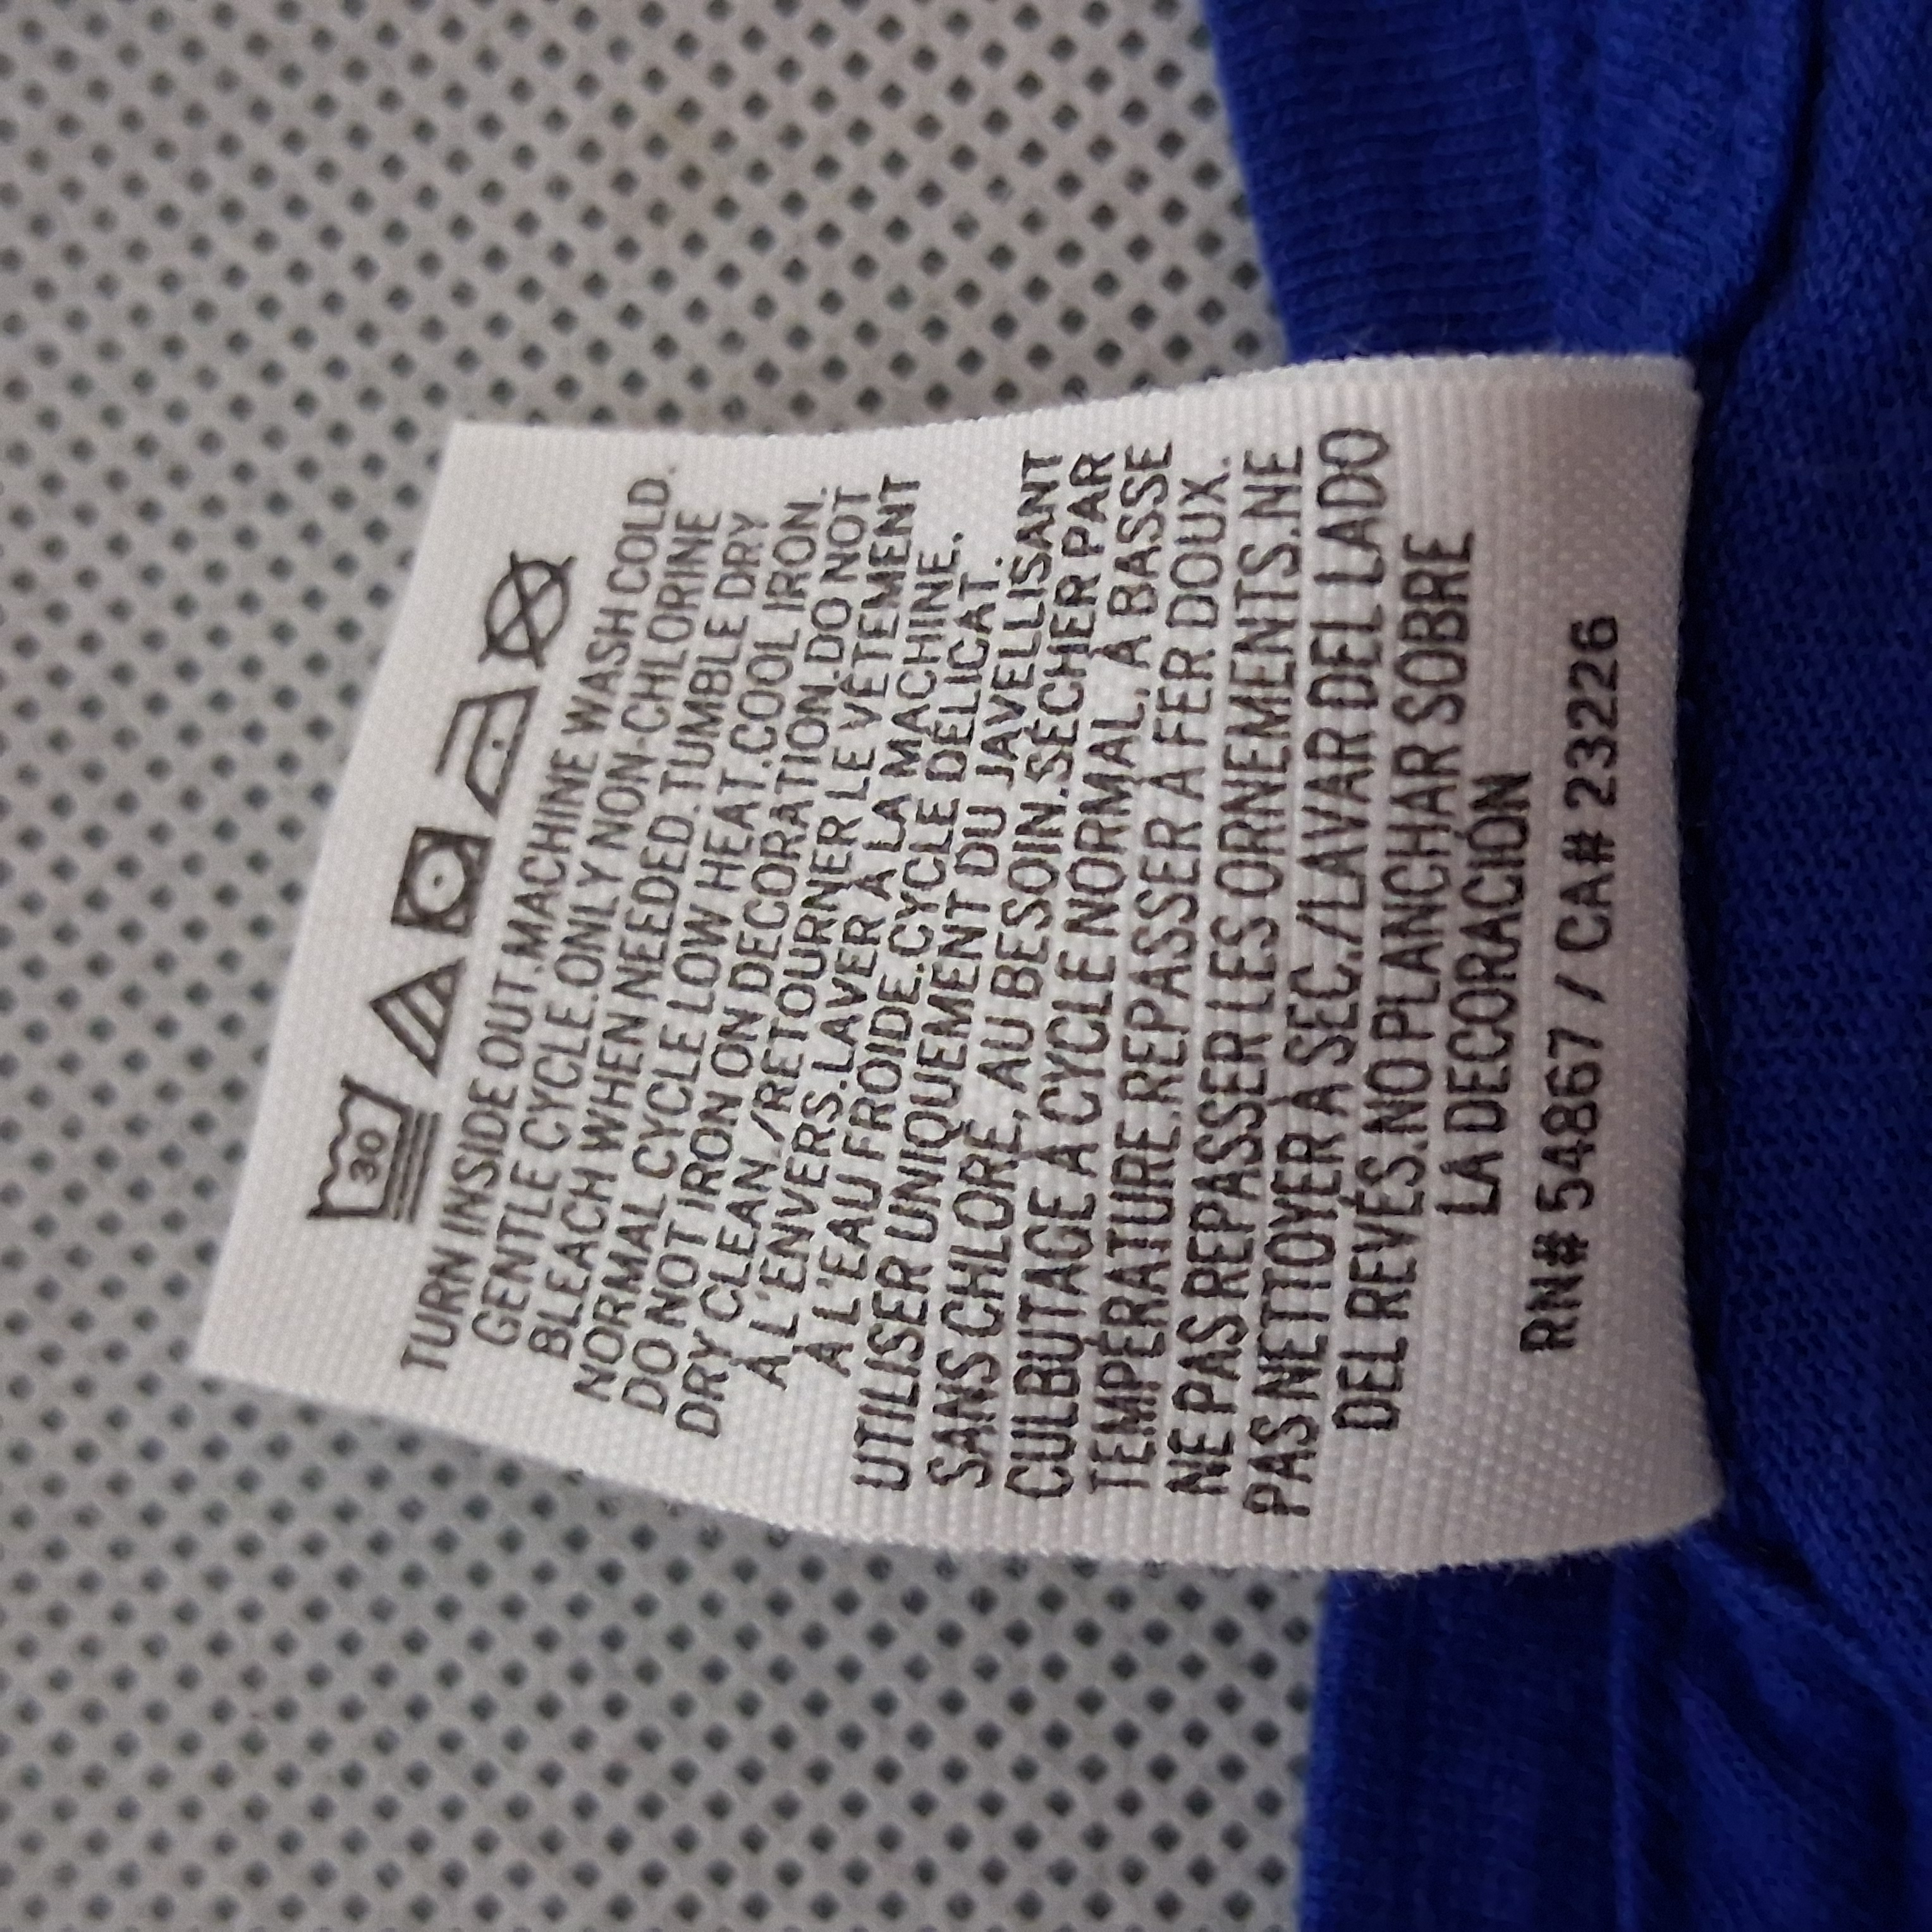 30
TURN INSIDE OUT.MACHINE WASH COLD.
GENTLE CYCLE.ONLY NON-CHLORINE
BLEACH WHEN NEEDED.TUMBLE DRY
NORMAL CYCLE LOW HEAT.COOL IRON.
DO NOT IRON ON DECORATION.DO NOT
DRY CLEAN/RETOURNER LE VÊTEMENT
À L'ENVERS.LAVER À LA MACHINE.
À L'EAU FROIDE.CYCLE DÉLICAT.
UTILISER UNIQUEMENT DU JAVELLISANT
SANS CHLORE, AU BESOIN.SÉCHER PAR
CULBUTAGE À CYCLE NORMAL, À BASSE
TEMPÉRATURE.REPASSER À FER DOUX.
NE PAS REPASSER LES ORNEMENTS.NE
PAS NETTOYER À SEC./LAVAR DEL LADO
DEL REVÉS.NO PLANCHAR SOBRE
LA DECORACIÓN
RN# 54867 / CA# 23226